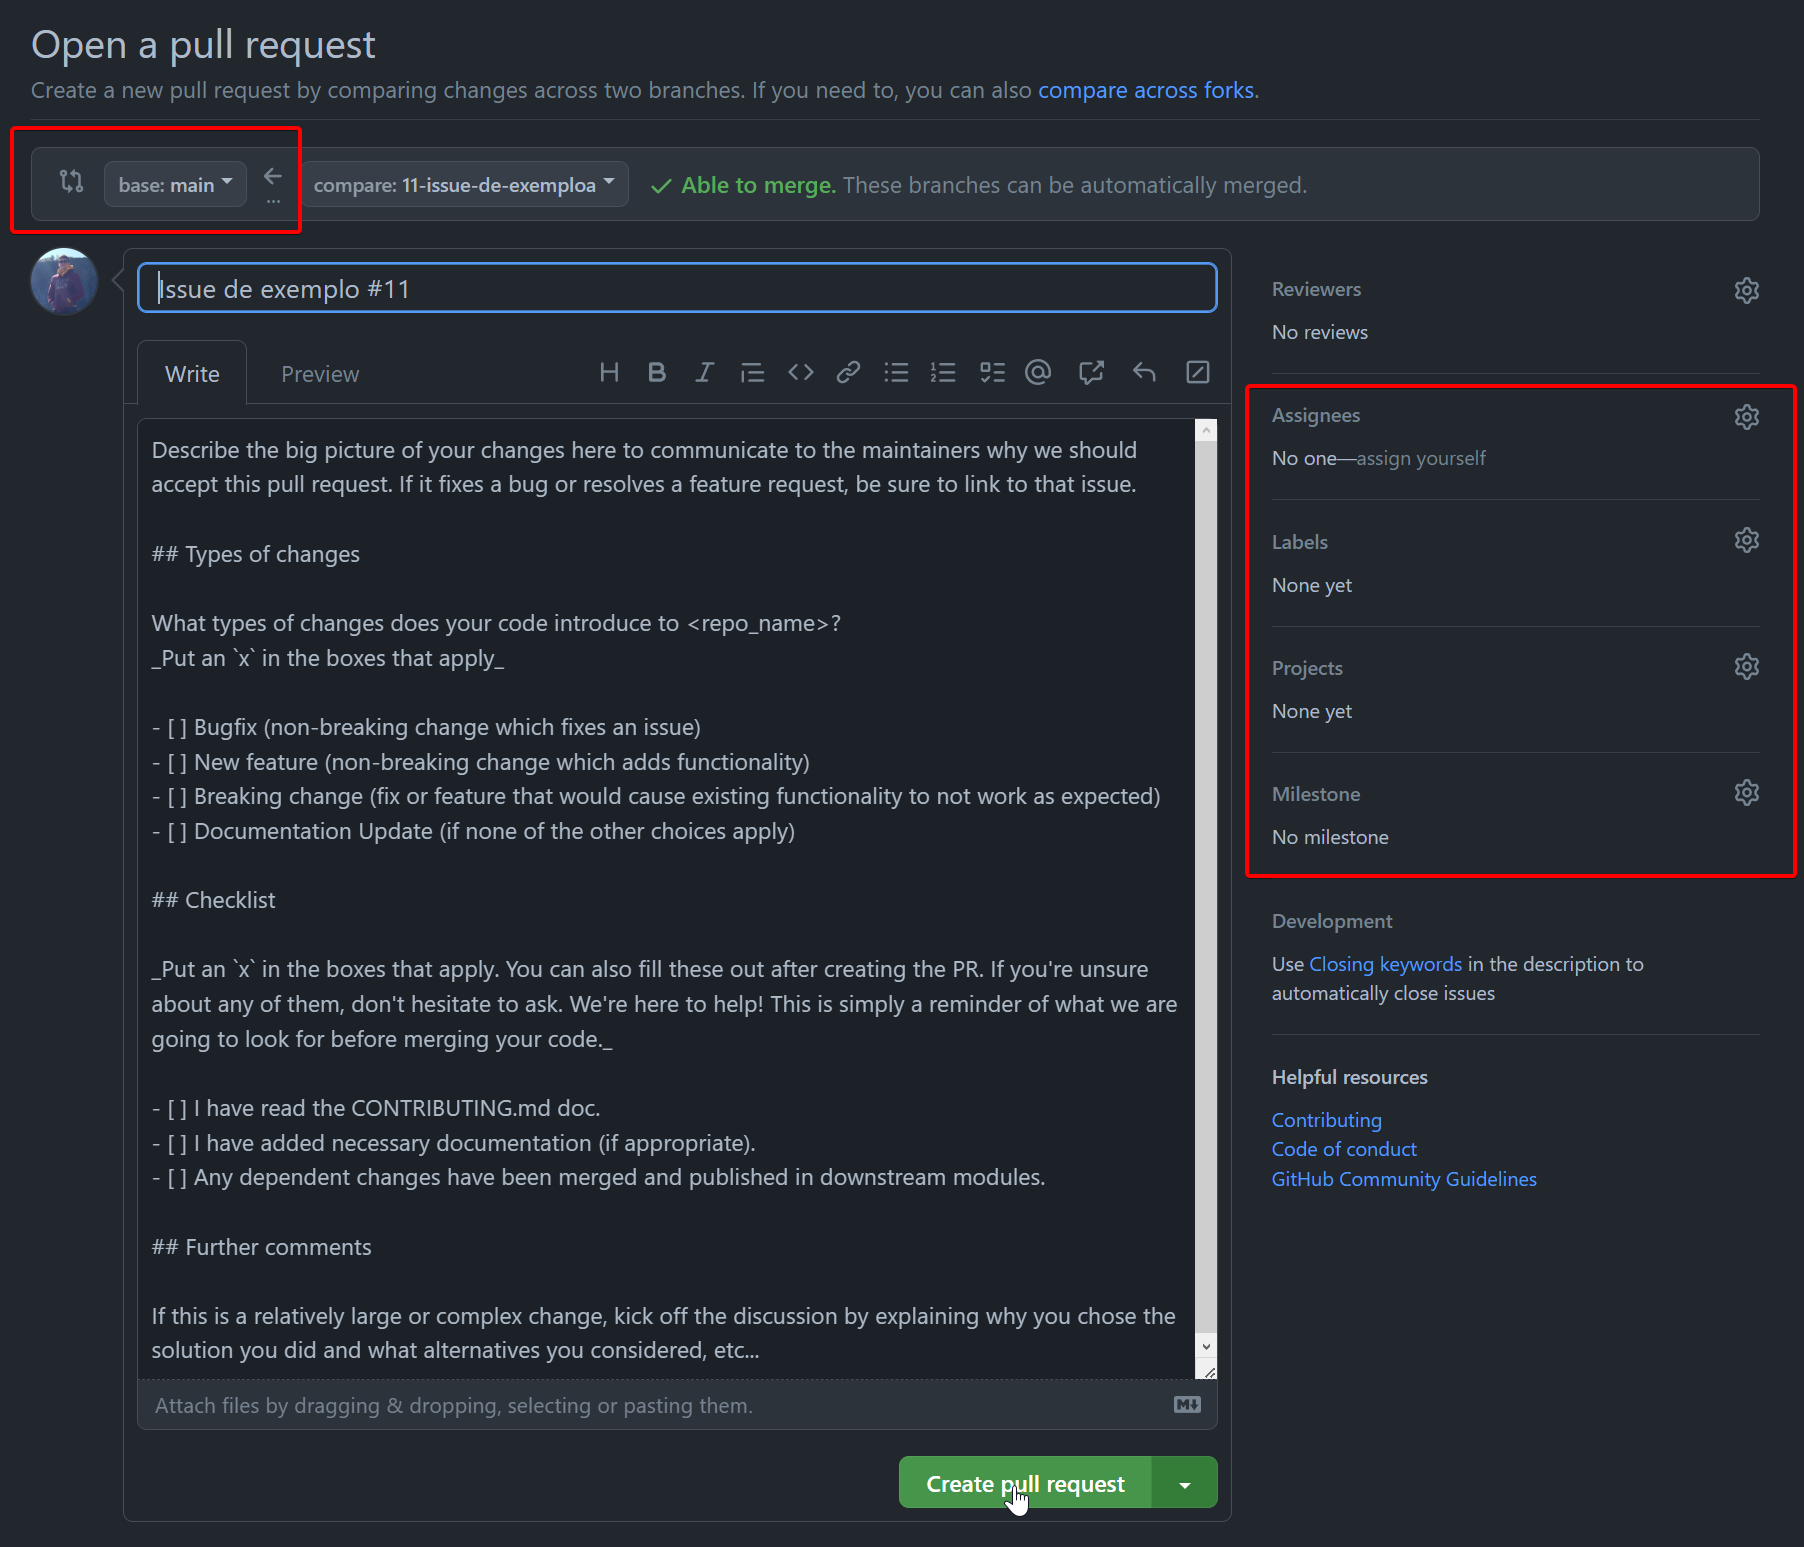 Open a pull request
Create a new pull request by comparing changes across two branches. If you need to, you can also compare across forks.
base: main
...
compare: 11-issue-de-exemploa
Able to merge. These branches can be automatically merged.
Issue de exemplo #11
Write
Preview
Describe the big picture of your changes here to communicate to the maintainers why we should
accept this pull request. If it fixes a bug or resolves a feature request, be sure to link to that issue.
## Types of changes
What types of changes does your code introduce to <repo_name>?
_Put an `x` in the boxes that apply_
- [ ] Bugfix (non-breaking change which fixes an issue)
- [ ] New feature (non-breaking change which adds functionality)
- [ ] Breaking change (fix or feature that would cause existing functionality to not work as expected)
- [ ] Documentation Update (if none of the other choices apply)
## Checklist
_Put an `x` in the boxes that apply. You can also fill these out after creating the PR. If you're unsure
about any of them, don't hesitate to ask. We're here to help! This is simply a reminder of what we are
going to look for before merging your code._
- [ ] I have read the CONTRIBUTING.md doc.
- [ ] I have added necessary documentation (if appropriate).
- [ ] Any dependent changes have been merged and published in downstream modules.
## Further comments
If this is a relatively large or complex change, kick off the discussion by explaining why you chose the
solution you did and what alternatives you considered, etc...
Attach files by dragging & dropping, selecting or pasting them.
Create pull request
Reviewers
No reviews
Assignees
No one—assign yourself
Labels
None yet
Projects
None yet
Milestone
No milestone
Development
Use Closing keywords in the description to
automatically close issues
Helpful resources
Contributing
Code of conduct
GitHub Community Guidelines